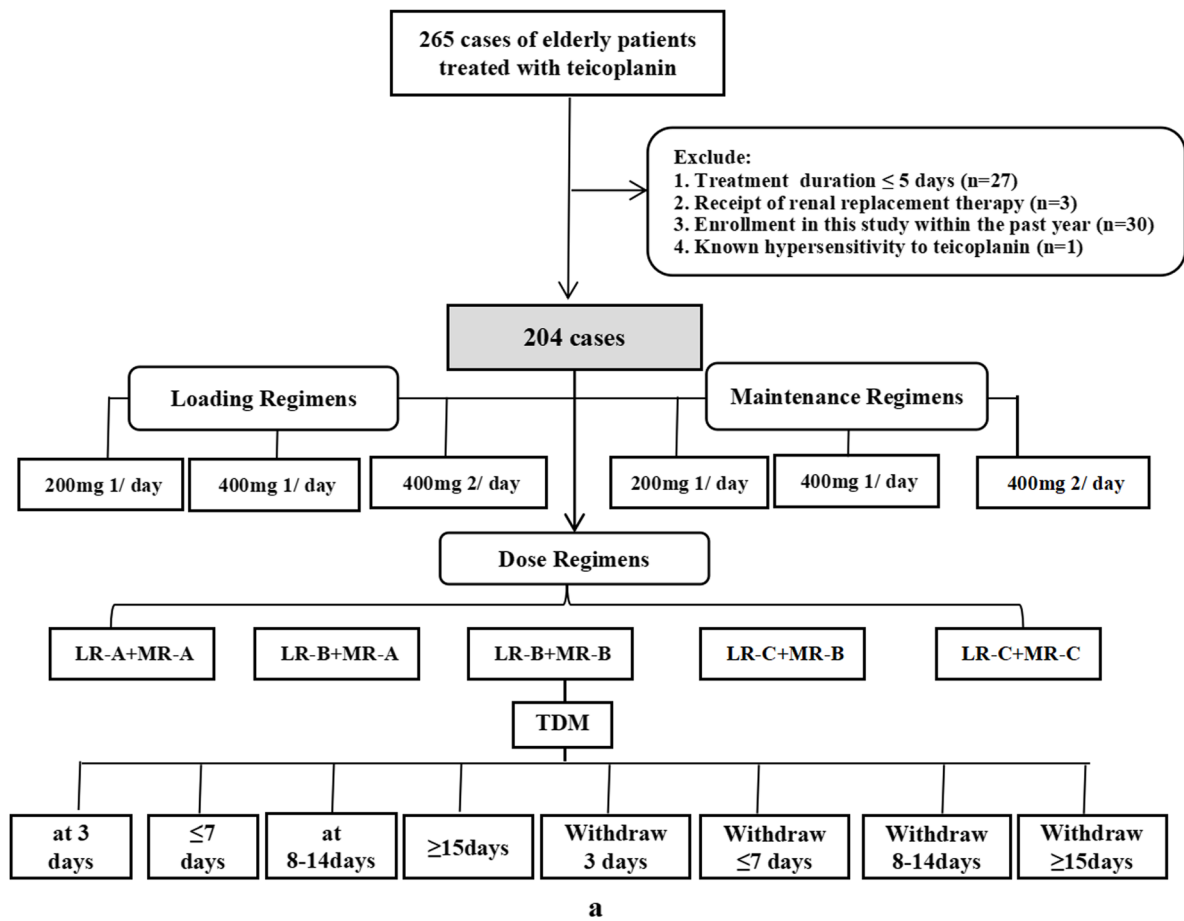 265 cases of elderly patients
treated with teicoplanin
Exclude:
1. Treatment duration ≤ 5 days (n=27)
2. Receipt of renal replacement therapy (n=3)
3. Enrollment in this study within the past year (n=30)
4. Known hypersensitivity to teicoplanin (n=1)
204 cases
Loading Regimens
Maintenance Regimens
200mg 1/ day
400mg 1/ day
400mg 2/ day
200mg 1/ day
400mg 1/ day
400mg 2/ day
Dose Regimens
LR-A+MR-A
LR-B+MR-A
LR-B+MR-B
LR-C+MR-B
LR-C+MR-C
TDM
at 3
days
≤7
days
at
8-14days
≥15days
Withdraw
3 days
Withdraw
≤7 days
Withdraw
8-14days
Withdraw
≥15days
a